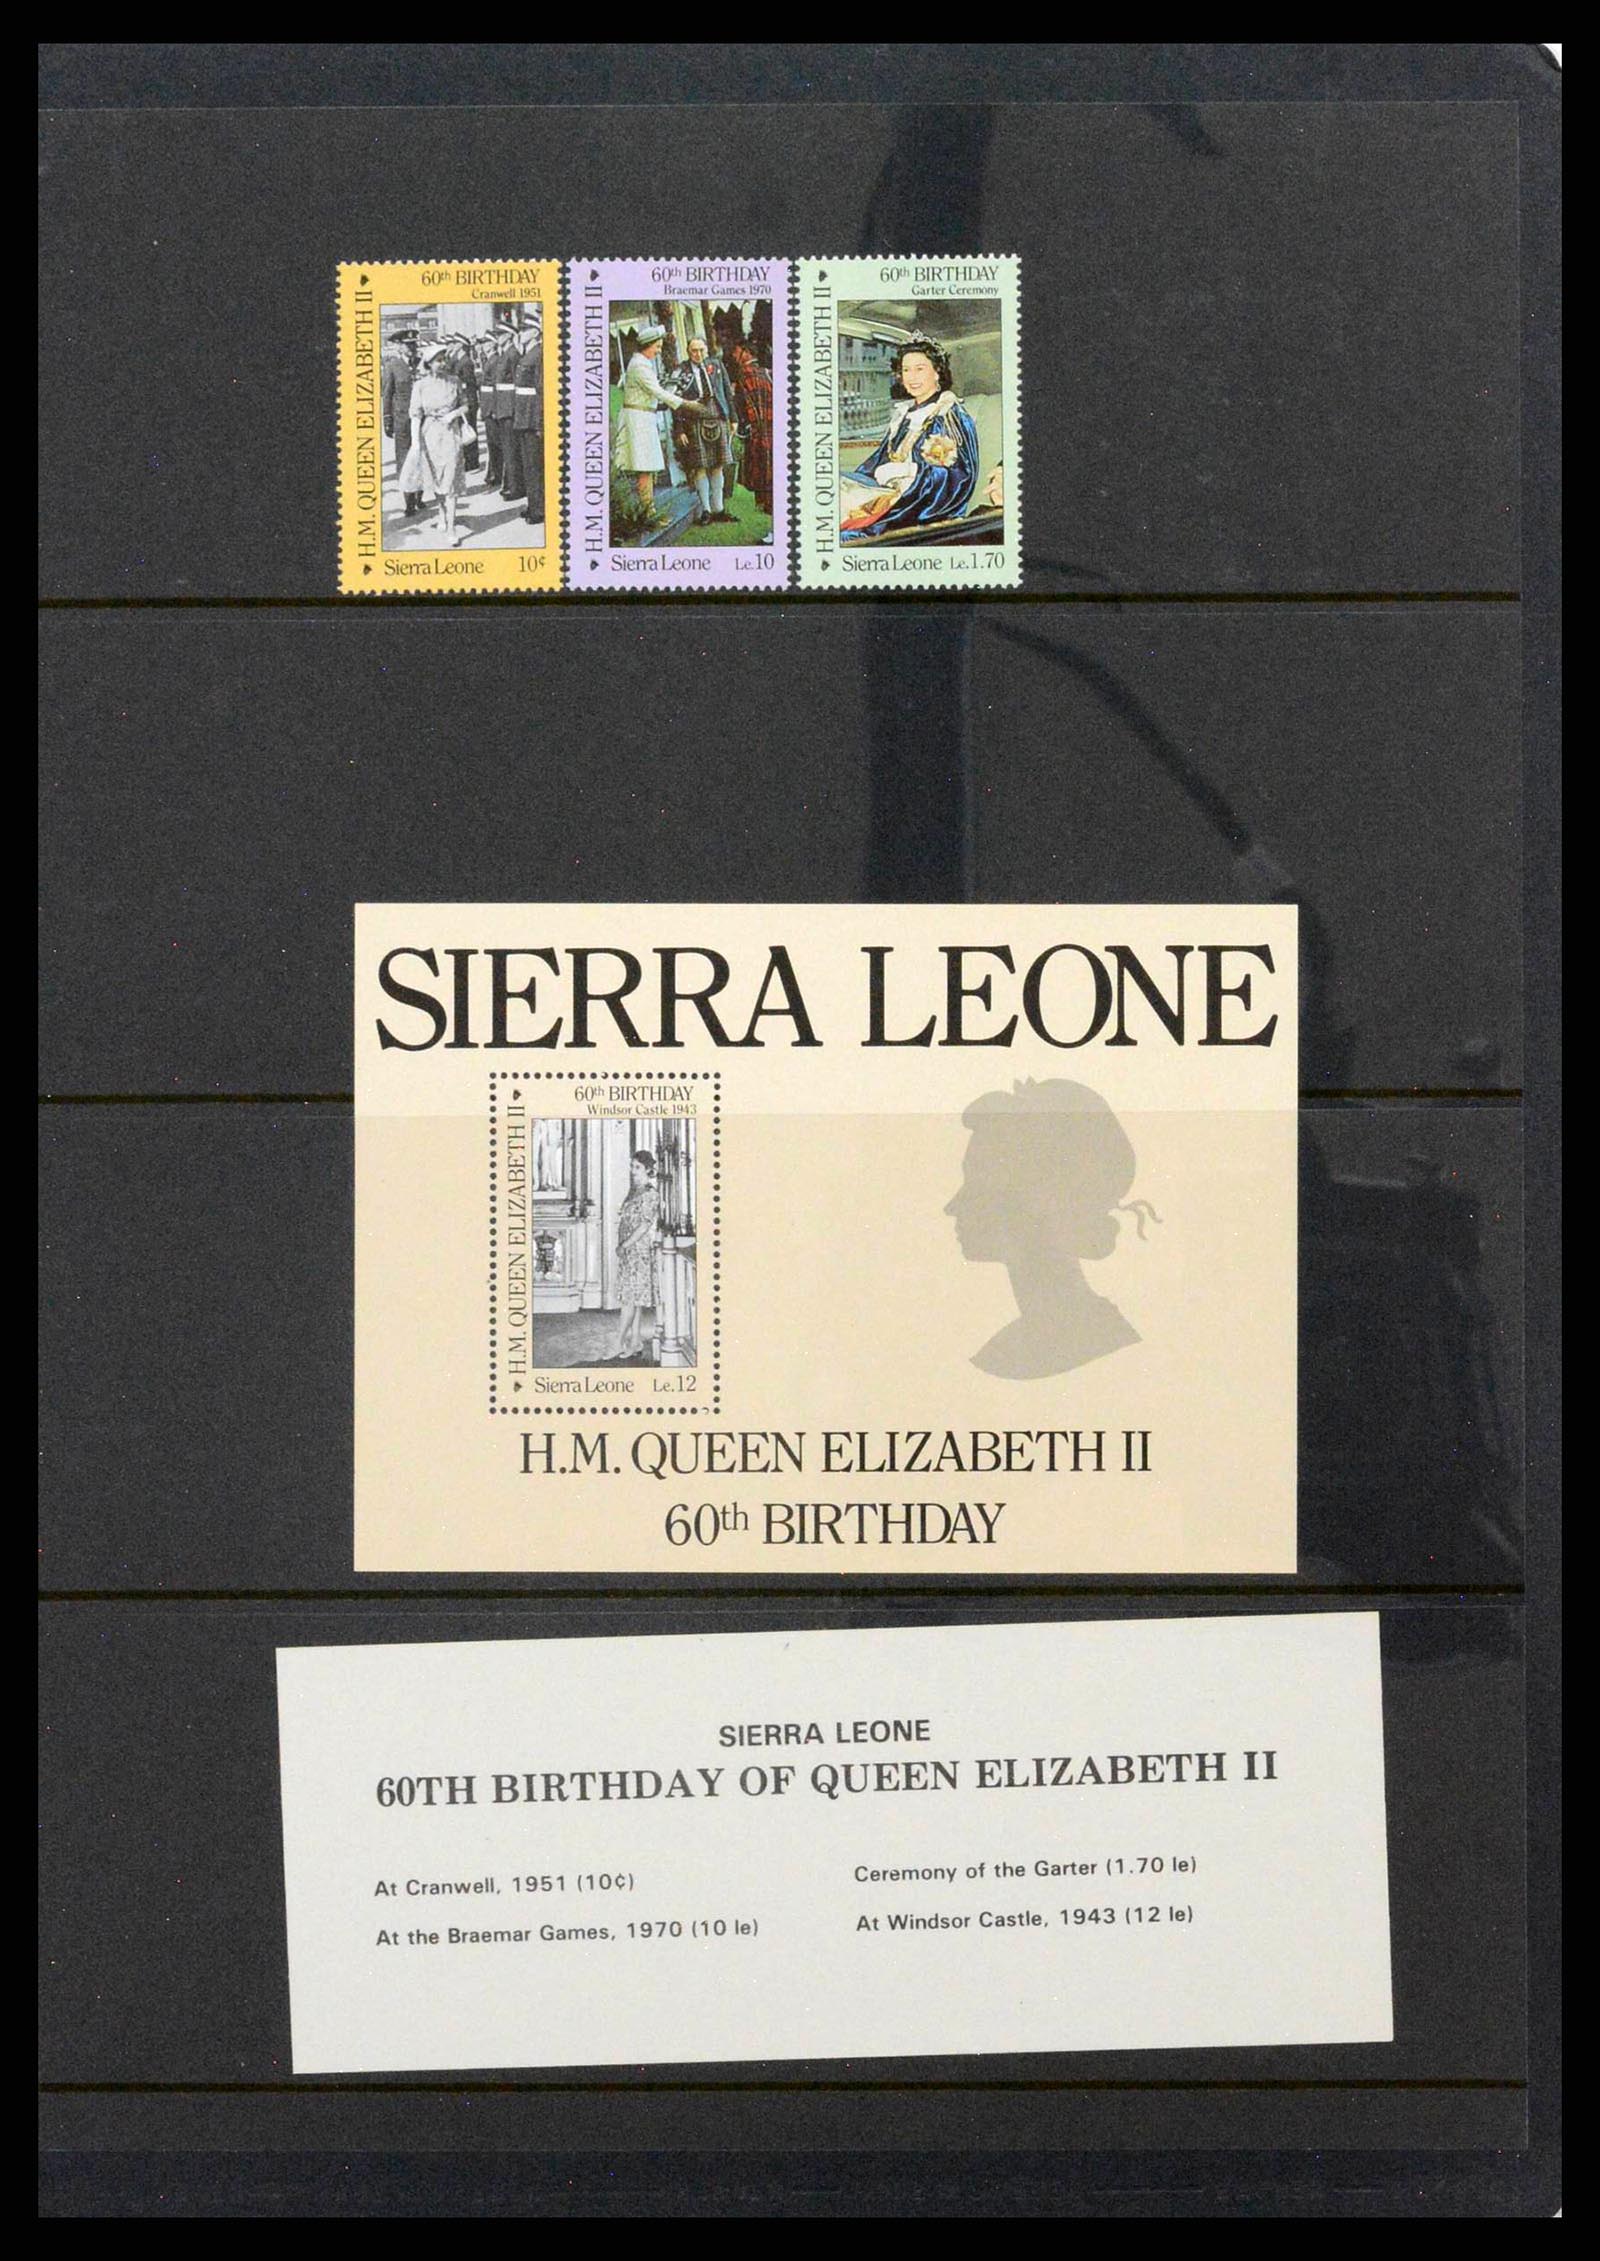 60th BIRTHDAY
Cranwell 1951
H.M. QUEEN ELIZABETH II
Sierra Leone 10¢
60th BIRTHDAY
Braemar Games 1970
H.M. QUEEN ELIZABETH II
Sierra Leone Le.10
60th BIRTHDAY
Garter Ceremony
H.M. QUEEN ELIZABETH II
Sierra Leone Le.1.70
SIERRA LEONE
60th BIRTHDAY
Windsor Castle 1943
H.M. QUEEN ELIZABETH II
Sierra Leone Le.12
H.M. QUEEN ELIZABETH II
60th BIRTHDAY
SIERRA LEONE
60TH BIRTHDAY OF QUEEN ELIZABETH II
At Cranwell, 1951 (10¢)
At the Braemar Games, 1970 (10 le)
Ceremony of the Garter (1.70 le)
At Windsor Castle, 1943 (12 le)